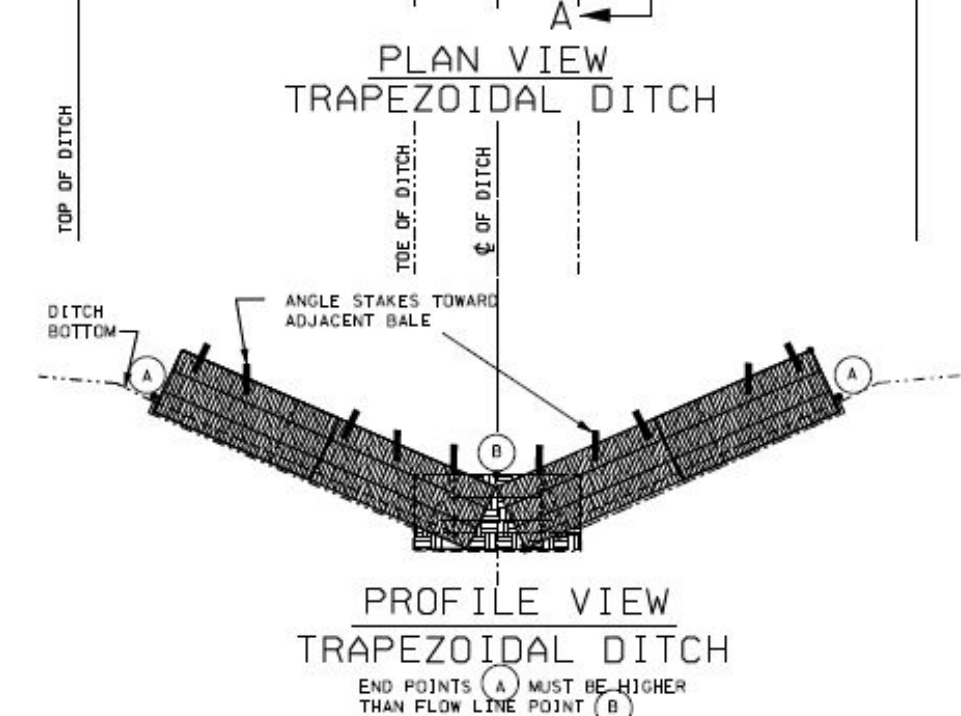 A
PLAN VIEW
TRAPEZOIDAL DITCH
TOP OF DITCH
TOE OF DITCH
℄ OF DITCH
DITCH
BOTTOM
ANGLE STAKES TOWARD
ADJACENT BALE
A
A
B
PROFILE VIEW
TRAPEZOIDAL DITCH
END POINTS A MUST BE HIGHER
THAN FLOW LINE POINT B